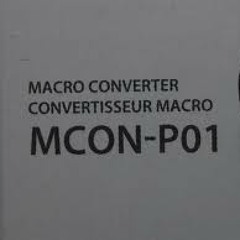 MACRO CONVERTER
CONVERTISSEUR MACRO
MCON-P01